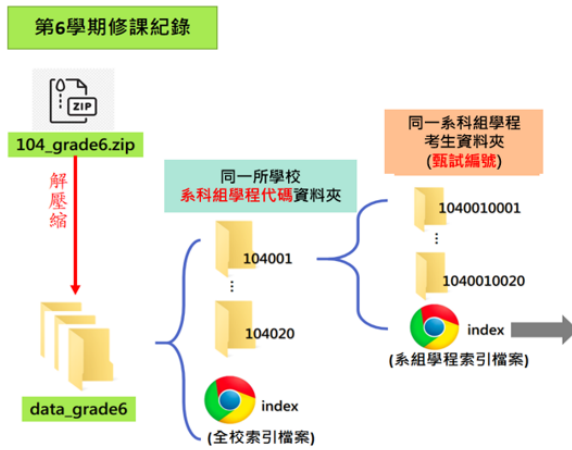 第6學期修課紀錄
ZIP
104_grade6.zip
解壓縮
data_grade6
同一所學校
系科組學程代碼資料夾
104001
⋮
104020
index
(全校索引檔案)
同一系科組學程
考生資料夾
(甄試編號)
1040010001
⋮
1040010020
index
(系組學程索引檔案)